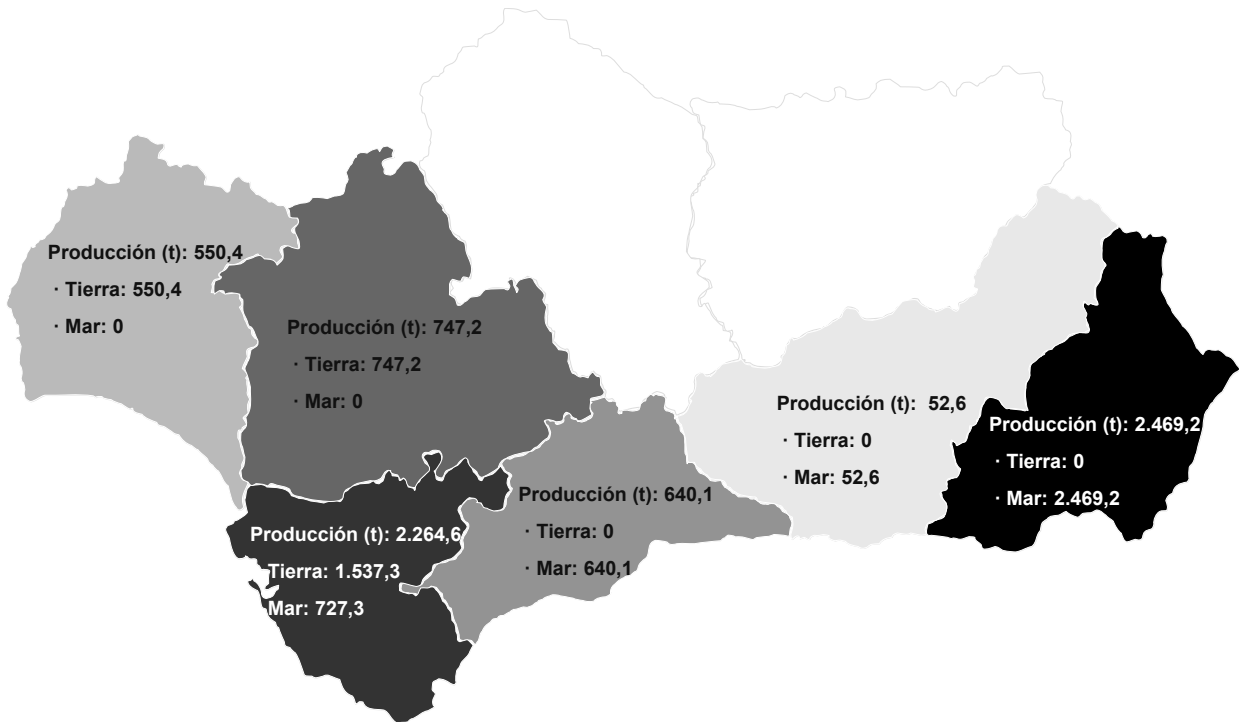 Producción (t): 550,4
· Tierra: 550,4
· Mar: 0
Producción (t): 747,2
· Tierra: 747,2
· Mar: 0
Producción (t): 52,6
· Tierra: 0
· Mar: 52,6
Producción (t): 2.469,2
· Tierra: 0
· Mar: 2.469,2
Producción (t): 640,1
· Tierra: 0
· Mar: 640,1
Producción (t): 2.264,6
Tierra: 1.537,3
Mar: 727,3